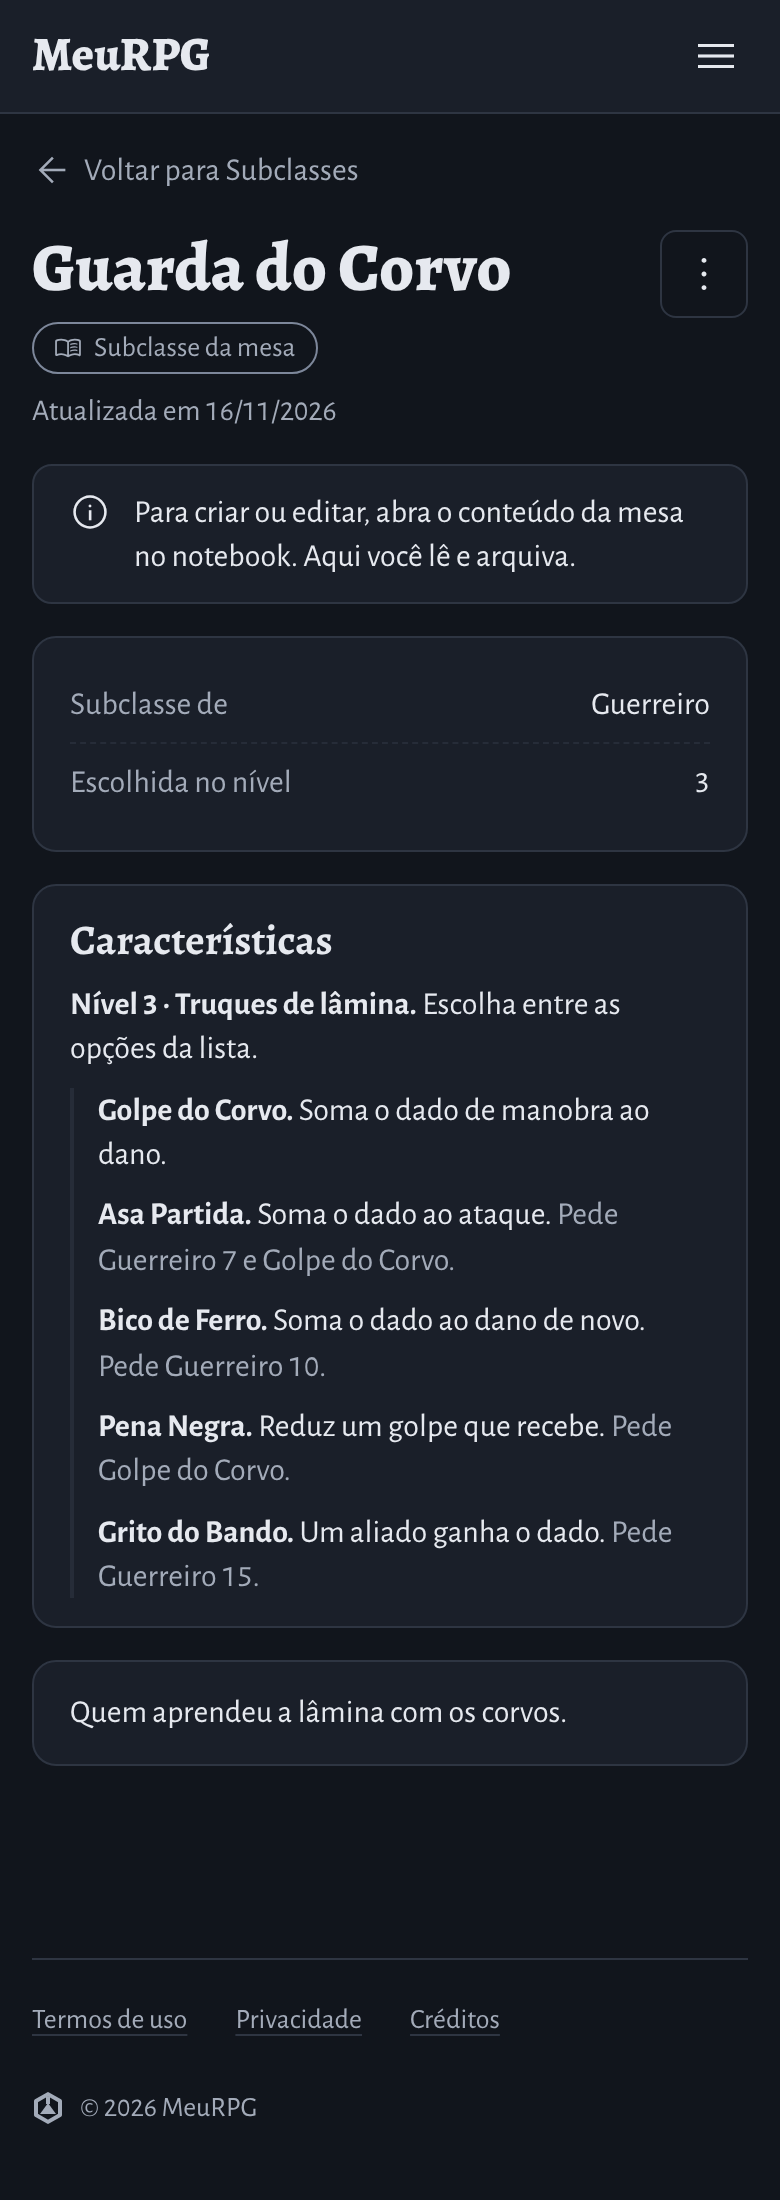 MeuRPG
Voltar para Subclasses
Guarda do Corvo
Subclasse da mesa
Atualizada em 16/11/2026
Para criar ou editar, abra o conteúdo da mesa
no notebook. Aqui você lê e arquiva.
Subclasse de Guerreiro
Escolhida no nível 3
Características
Nível 3 · Truques de lâmina. Escolha entre as
opções da lista.
Golpe do Corvo. Soma o dado de manobra ao
dano.
Asa Partida. Soma o dado ao ataque. Pede
Guerreiro 7 e Golpe do Corvo.
Bico de Ferro. Soma o dado ao dano de novo.
Pede Guerreiro 10.
Pena Negra. Reduz um golpe que recebe. Pede
Golpe do Corvo.
Grito do Bando. Um aliado ganha o dado. Pede
Guerreiro 15.
Quem aprendeu a lâmina com os corvos.
Termos de uso Privacidade Créditos
© 2026 MeuRPG